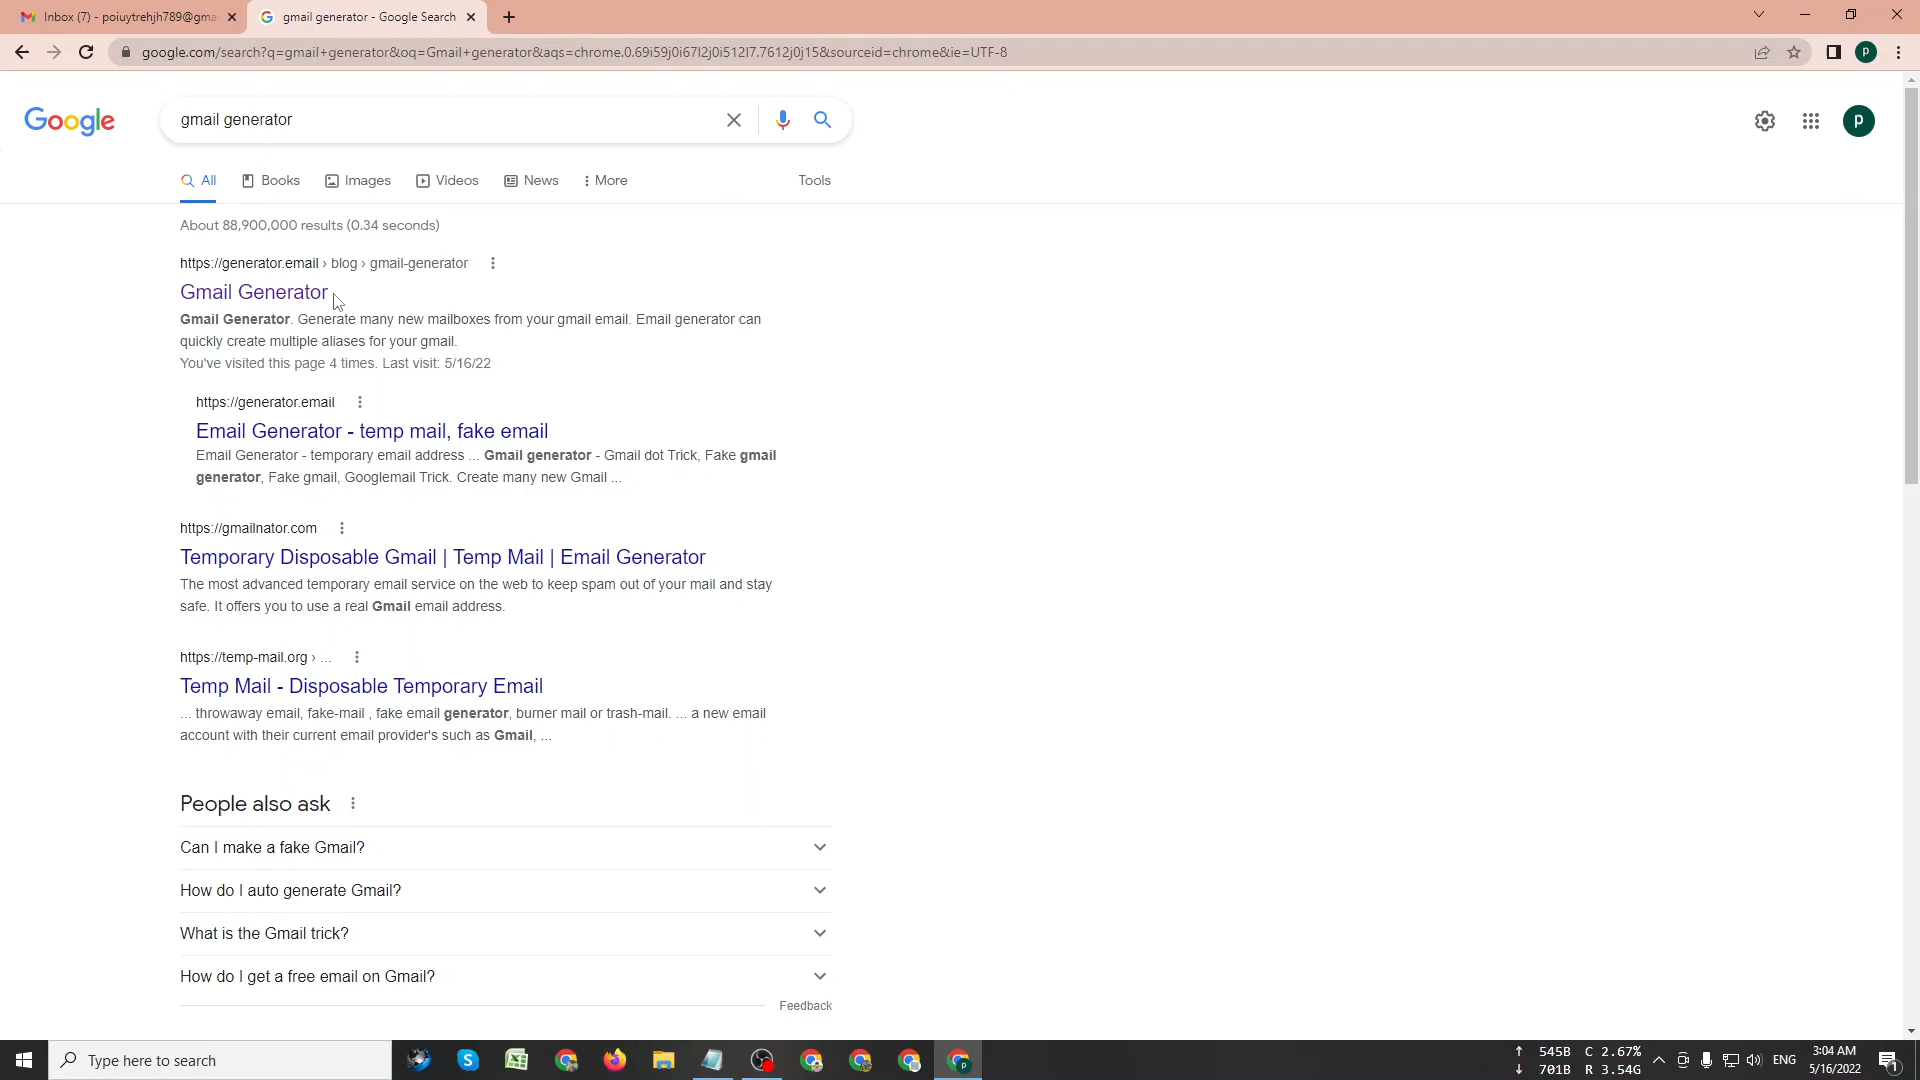 Inbox (7) - poiuytrehjh789@gma
gmail generator - Google Search
google.com/search?q=gmail+generator&oq=Gmail+generator&aqs=chrome.0.69i59j0i67l2j0i512l7.7612j0j15&sourceid=chrome&ie=UTF-8
P
Google
gmail generator
P
All
Books
Images
Videos
News
More
Tools
About 88,900,000 results (0.34 seconds)
https://generator.email › blog › gmail-generator
Gmail Generator
Gmail Generator. Generate many new mailboxes from your gmail email. Email generator can
quickly create multiple aliases for your gmail.
You've visited this page 4 times. Last visit: 5/16/22
https://generator.email
Email Generator - temp mail, fake email
Email Generator - temporary email address ... Gmail generator - Gmail dot Trick, Fake gmail
generator, Fake gmail, Googlemail Trick. Create many new Gmail ...
https://gmailnator.com
Temporary Disposable Gmail | Temp Mail | Email Generator
The most advanced temporary email service on the web to keep spam out of your mail and stay
safe. It offers you to use a real Gmail email address.
https://temp-mail.org › ...
Temp Mail - Disposable Temporary Email
... throwaway email, fake-mail , fake email generator, burner mail or trash-mail. ... a new email
account with their current email provider's such as Gmail, ...
People also ask
Can I make a fake Gmail?
How do I auto generate Gmail?
What is the Gmail trick?
How do I get a free email on Gmail?
Feedback
Type here to search
545B C 2.67%
701B R 3.54G
ENG
3:04 AM
5/16/2022
1